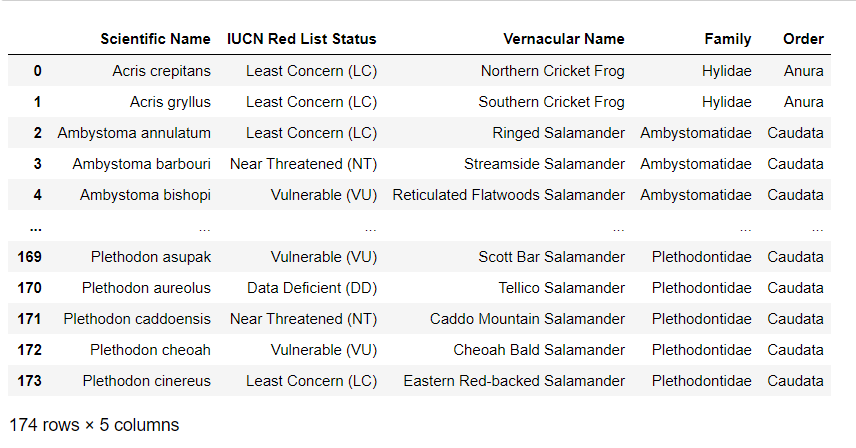 Scientific Name IUCN Red List Status Vernacular Name Family Order
0 Acris crepitans Least Concern (LC) Northern Cricket Frog Hylidae Anura
1 Acris gryllus Least Concern (LC) Southern Cricket Frog Hylidae Anura
2 Ambystoma annulatum Least Concern (LC) Ringed Salamander Ambystomatidae Caudata
3 Ambystoma barbouri Near Threatened (NT) Streamside Salamander Ambystomatidae Caudata
4 Ambystoma bishopi Vulnerable (VU) Reticulated Flatwoods Salamander Ambystomatidae Caudata
... ... ... ... ... ...
169 Plethodon asupak Vulnerable (VU) Scott Bar Salamander Plethodontidae Caudata
170 Plethodon aureolus Data Deficient (DD) Tellico Salamander Plethodontidae Caudata
171 Plethodon caddoensis Near Threatened (NT) Caddo Mountain Salamander Plethodontidae Caudata
172 Plethodon cheoah Vulnerable (VU) Cheoah Bald Salamander Plethodontidae Caudata
173 Plethodon cinereus Least Concern (LC) Eastern Red-backed Salamander Plethodontidae Caudata
174 rows × 5 columns